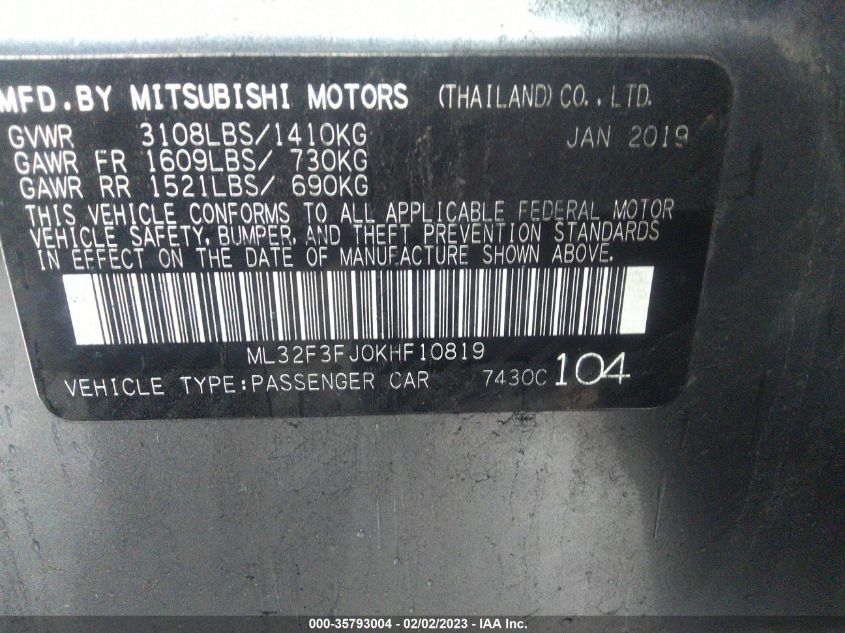 MFD.BY MITSUBISHI MOTORS (THAILAND) CO.,LTD.
GVWR 3108LBS/1410KG JAN 2019
GAWR FR 1609LBS/ 730KG
GAWR RR 1521LBS/ 690KG
THIS VEHICLE CONFORMS TO ALL APPLICABLE FEDERAL MOTOR
VEHICLE SAFETY, BUMPER, AND THEFT PREVENTION STANDARDS
IN EFFECT ON THE DATE OF MANUFACTURE SHOWN ABOVE.
ML32F3FJ0KHF10819
VEHICLE TYPE:PASSENGER CAR 7430C 104
000-35793004 - 02/02/2023 - IAA Inc.